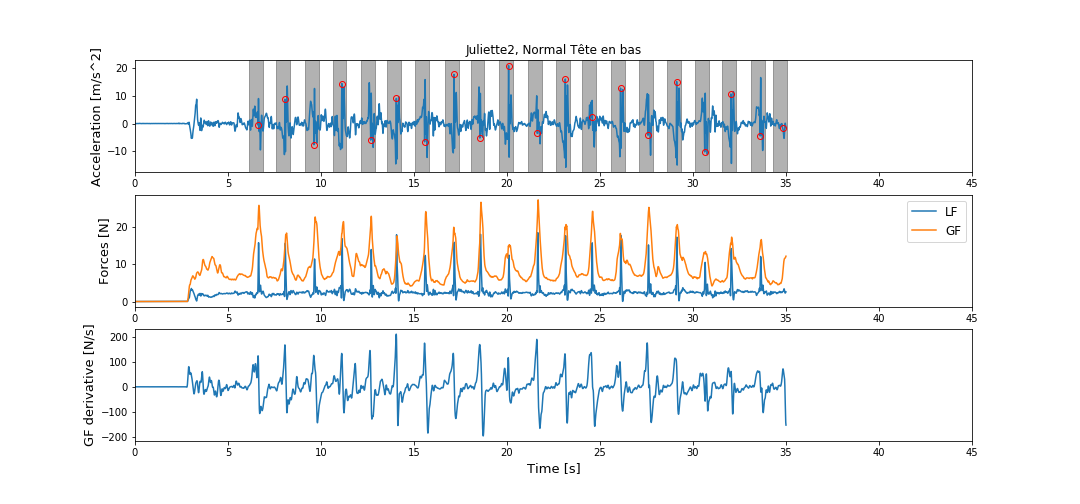 Juliette2, Normal Tête en bas
Acceleration [m/s^2]
20
10
0
−10
0 5 10 15 20 25 30 35 40 45
Forces [N]
20
10
0
LF
GF
0 5 10 15 20 25 30 35 40 45
GF derivative [N/s]
200
100
0
−100
−200
0 5 10 15 20 25 30 35 40 45
Time [s]